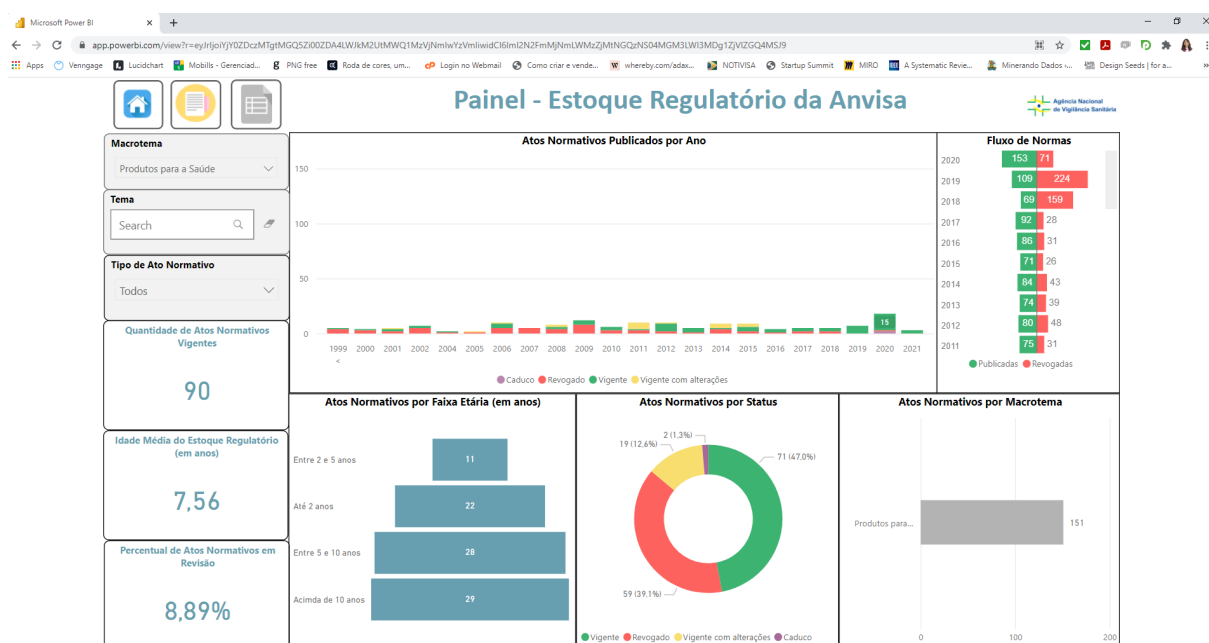 Microsoft Power BI
app.powerbi.com/view?r=eyJrIjoiYjY0ZDczMTgtMGQ5Zi00ZDA4LWJkM2UtMWQ1MzVjNmIwYzVmIiwidCI6ImI2N2FmMjNmLWMzZjMtNGQzNS04MGM3LWI3MDg1ZjVlZGQ4MSJ9
Apps Venngage Lucidchart Mobills - Gerenciad... PNG free Roda de cores, um... Login no Webmail Como criar e vende... whereby.com/adax... NOTIVISA Startup Summit MIRO A Systematic Revie... Minerando Dados ‹... Design Seeds | for a... »
Painel - Estoque Regulatório da Anvisa
Agência Nacional
de Vigilância Sanitária
Macrotema
Produtos para a Saúde
Tema
Search
Tipo de Ato Normativo
Todos
Quantidade de Atos Normativos
Vigentes
90
Idade Média do Estoque Regulatório
(em anos)
7,56
Percentual de Atos Normativos em
Revisão
8,89%
Atos Normativos Publicados por Ano
150
100
50
0
15
1999 2000 2001 2002 2004 2005 2006 2007 2008 2009 2010 2011 2012 2013 2014 2015 2016 2017 2018 2019 2020 2021
<
Caduco Revogado Vigente Vigente com alterações
Fluxo de Normas
2020 153 71
2019 109 224
2018 69 159
2017 92 28
2016 86 31
2015 71 26
2014 84 43
2013 74 39
2012 80 48
2011 75 31
Publicadas Revogadas
Atos Normativos por Faixa Etária (em anos)
Entre 2 e 5 anos 11
Até 2 anos 22
Entre 5 e 10 anos 28
Acimda de 10 anos 29
Atos Normativos por Status
2 (1,3%)
19 (12,6%)
71 (47,0%)
59 (39,1%)
Vigente Revogado Vigente com alterações Caduco
Atos Normativos por Macrotema
Produtos para... 151
0 100 200